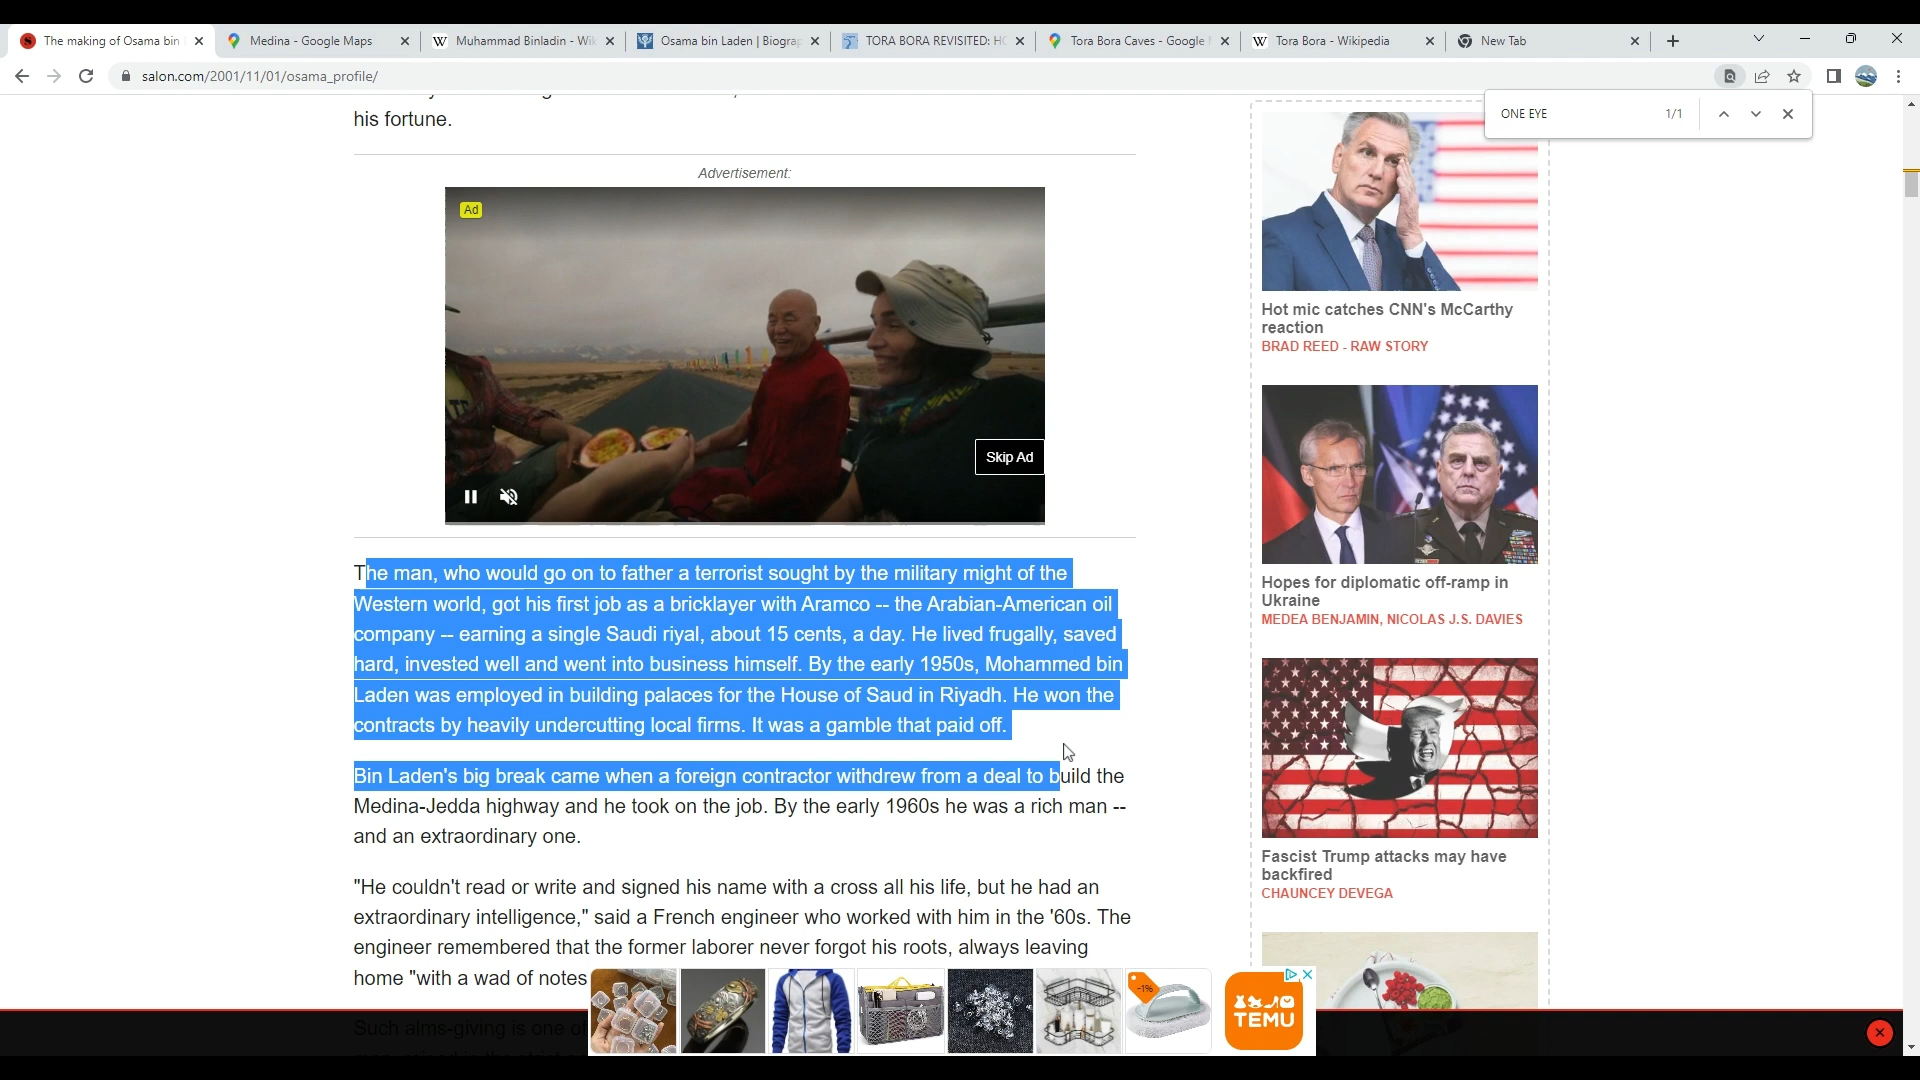 The making of Osama bin
Medina - Google Maps
Muhammad Binladin - Wik
Osama bin Laden | Biograp
TORA BORA REVISITED: HO
Tora Bora Caves - Google
Tora Bora - Wikipedia
New Tab
salon.com/2001/11/01/osama_profile/
ONE EYE
1/1
his fortune.
Advertisement:
Ad
Skip Ad
The man, who would go on to father a terrorist sought by the military might of the
Western world, got his first job as a bricklayer with Aramco -- the Arabian-American oil
company -- earning a single Saudi riyal, about 15 cents, a day. He lived frugally, saved
hard, invested well and went into business himself. By the early 1950s, Mohammed bin
Laden was employed in building palaces for the House of Saud in Riyadh. He won the
contracts by heavily undercutting local firms. It was a gamble that paid off.
Bin Laden's big break came when a foreign contractor withdrew from a deal to build the
Medina-Jedda highway and he took on the job. By the early 1960s he was a rich man --
and an extraordinary one.
"He couldn't read or write and signed his name with a cross all his life, but he had an
extraordinary intelligence," said a French engineer who worked with him in the '60s. The
engineer remembered that the former laborer never forgot his roots, always leaving
home "with a wad of notes
Such alms-giving is one of
Hot mic catches CNN's McCarthy
reaction
BRAD REED - RAW STORY
Hopes for diplomatic off-ramp in
Ukraine
MEDEA BENJAMIN, NICOLAS J.S. DAVIES
Fascist Trump attacks may have
backfired
CHAUNCEY DEVEGA
-1%
TEMU